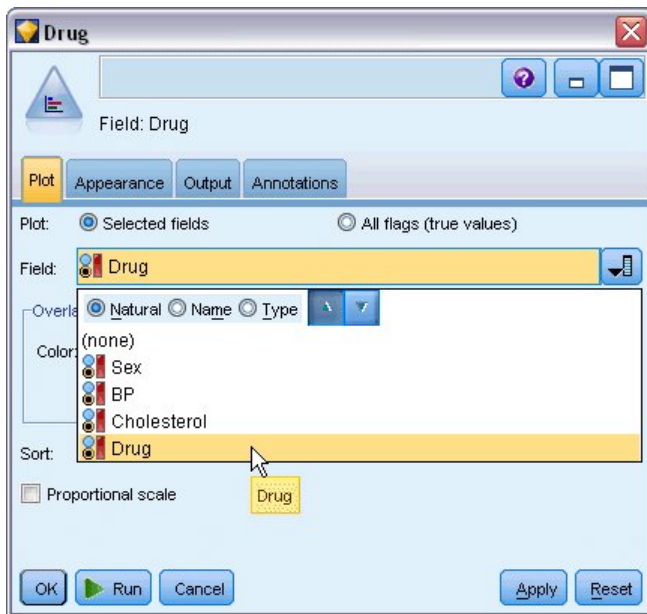 Drug
Field: Drug
Plot Appearance Output Annotations
Plot: Selected fields All flags (true values)
Field: Drug
Natural Name Type
Overla
(none)
Color:
Sex
BP
Cholesterol
Sort: Drug
Drug
Proportional scale
OK Run Cancel Apply Reset